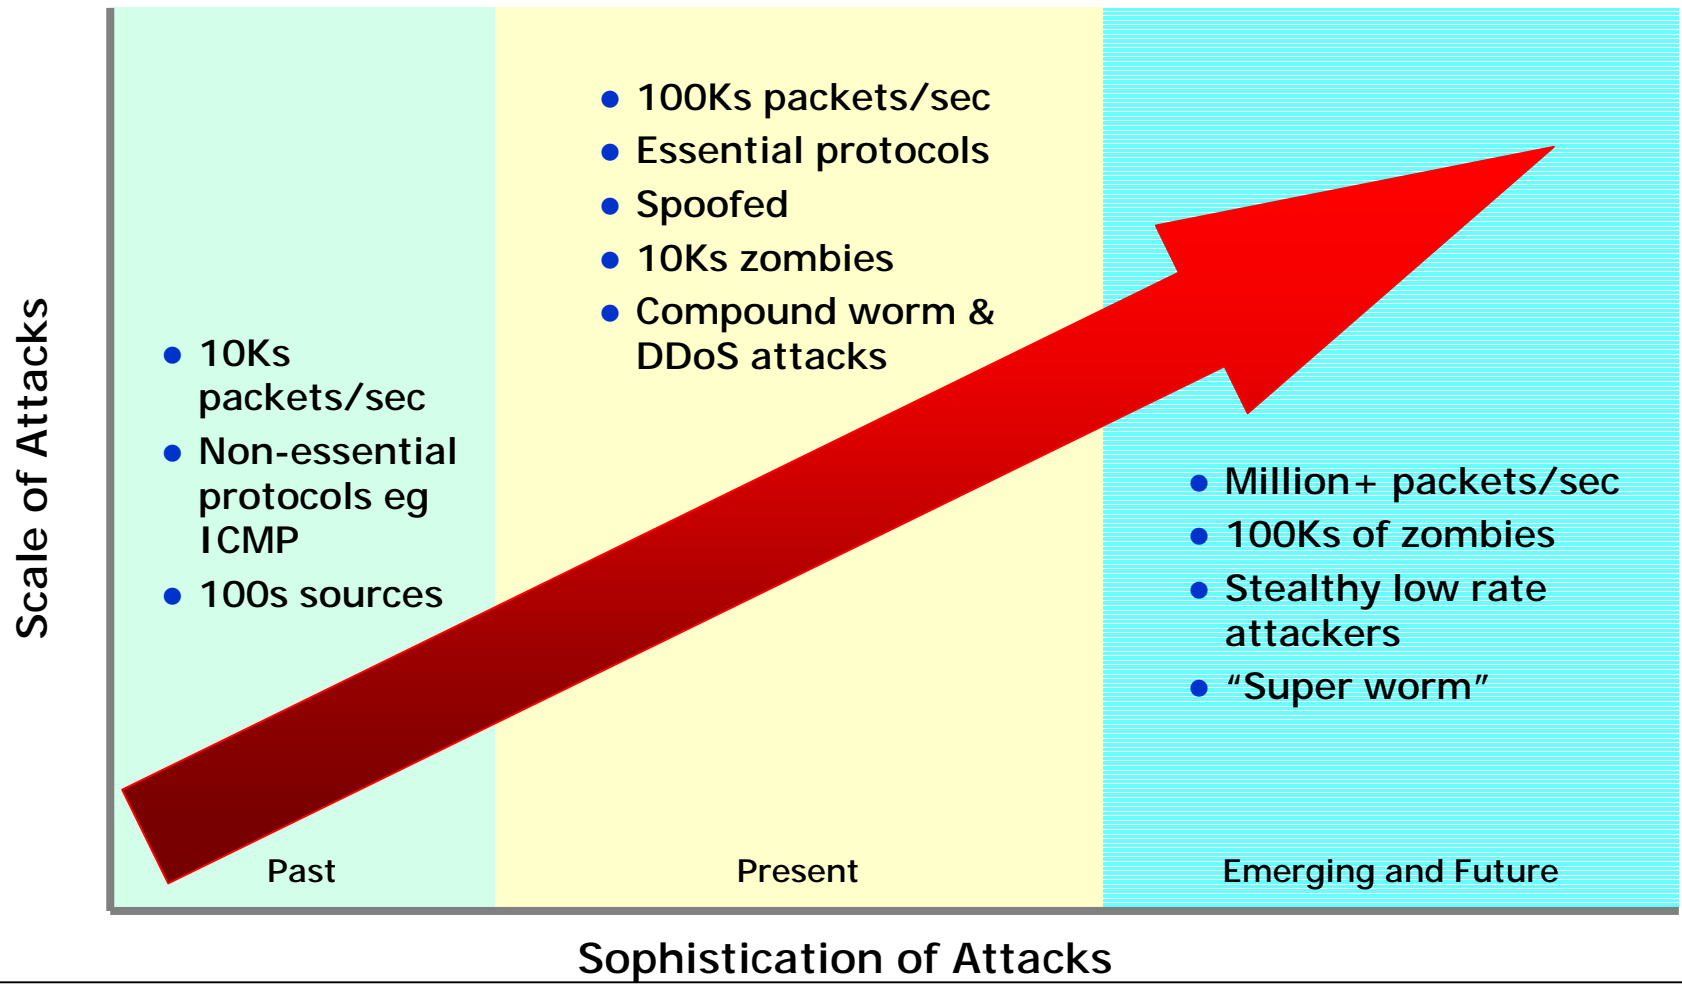 Scale of Attacks
● 10Ks
packets/sec
● Non-essential
protocols eg
ICMP
● 100s sources
Past
● 100Ks packets/sec
● Essential protocols
● Spoofed
● 10Ks zombies
● Compound worm &
DDoS attacks
Present
● Million+ packets/sec
● 100Ks of zombies
● Stealthy low rate
attackers
● “Super worm”
Emerging and Future
Sophistication of Attacks